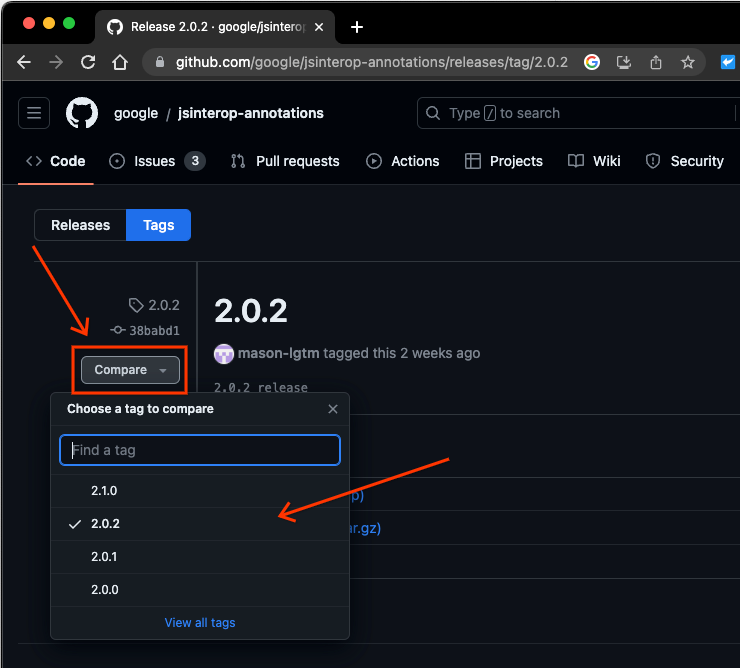 Release 2.0.2 · google/jsinterop
github.com/google/jsinterop-annotations/releases/tag/2.0.2
google / jsinterop-annotations
Type / to search
Code Issues 3 Pull requests Actions Projects Wiki Security
Releases Tags
2.0.2
38babd1
Compare
2.0.2
mason-lgtm tagged this 2 weeks ago
2.0.2 release
Choose a tag to compare
Find a tag
2.1.0
p)
2.0.2
ar.gz)
2.0.1
2.0.0
View all tags